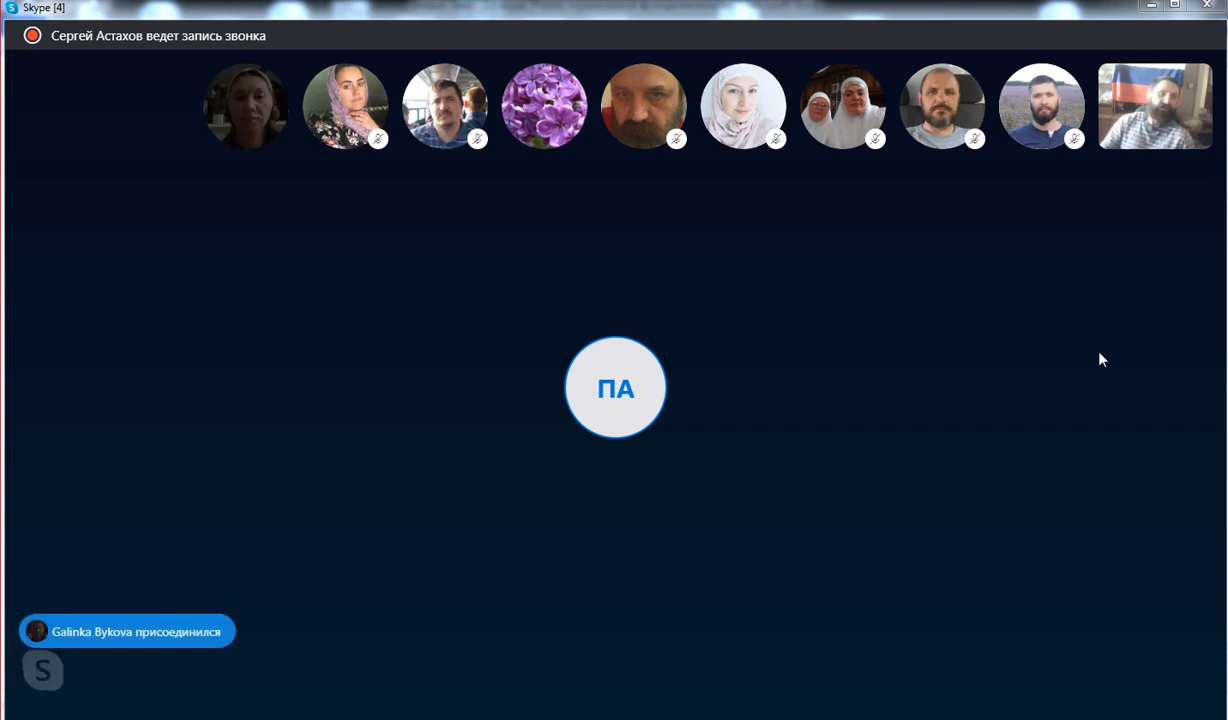 Skype [4]
Сергей Астахов ведет запись звонка
ПА
Galinka Bykova присоединился
S